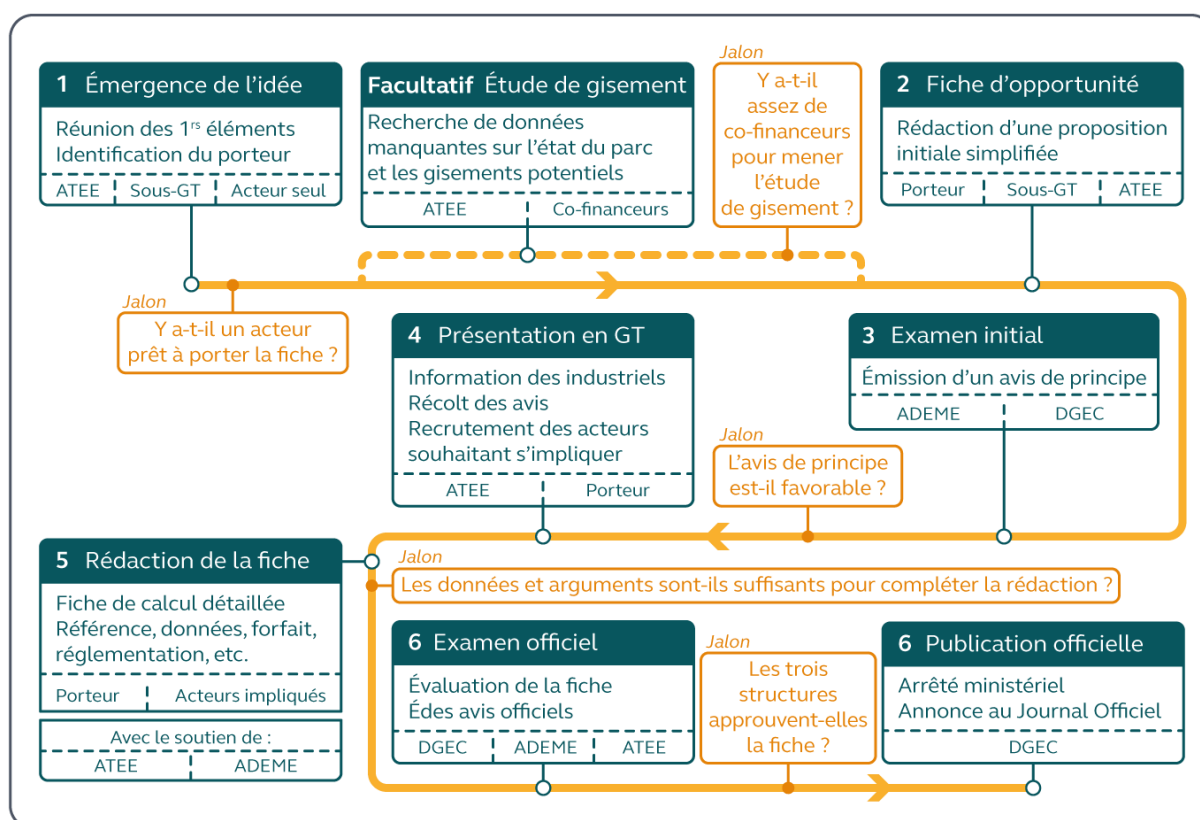 1 Émergence de l’idée
Réunion des 1rs éléments
Identification du porteur
ATEE Sous-GT Acteur seul
Jalon
Y a-t-il un acteur
prêt à porter la fiche ?
Facultatif Étude de gisement
Recherche de données
manquantes sur l’état du parc
et les gisements potentiels
ATEE Co-financeurs
Jalon
Y a-t-il
assez de
co-financeurs
pour mener
l’étude
de gisement ?
2 Fiche d’opportunité
Rédaction d’une proposition
initiale simplifiée
Porteur Sous-GT ATEE
3 Examen initial
Émission d’un avis de principe
ADEME DGEC
Jalon
L’avis de principe
est-il favorable ?
4 Présentation en GT
Information des industriels
Récolt des avis
Recrutement des acteurs
souhaitant s’impliquer
ATEE Porteur
5 Rédaction de la fiche
Fiche de calcul détaillée
Référence, données, forfait,
réglementation, etc.
Porteur Acteurs impliqués
Avec le soutien de :
ATEE ADEME
Jalon
Les données et arguments sont-ils suffisants pour compléter la rédaction ?
6 Examen officiel
Évaluation de la fiche
Édes avis officiels
DGEC ADEME ATEE
Jalon
Les trois
structures
approuvent-elles
la fiche ?
6 Publication officielle
Arrêté ministériel
Annonce au Journal Officiel
DGEC